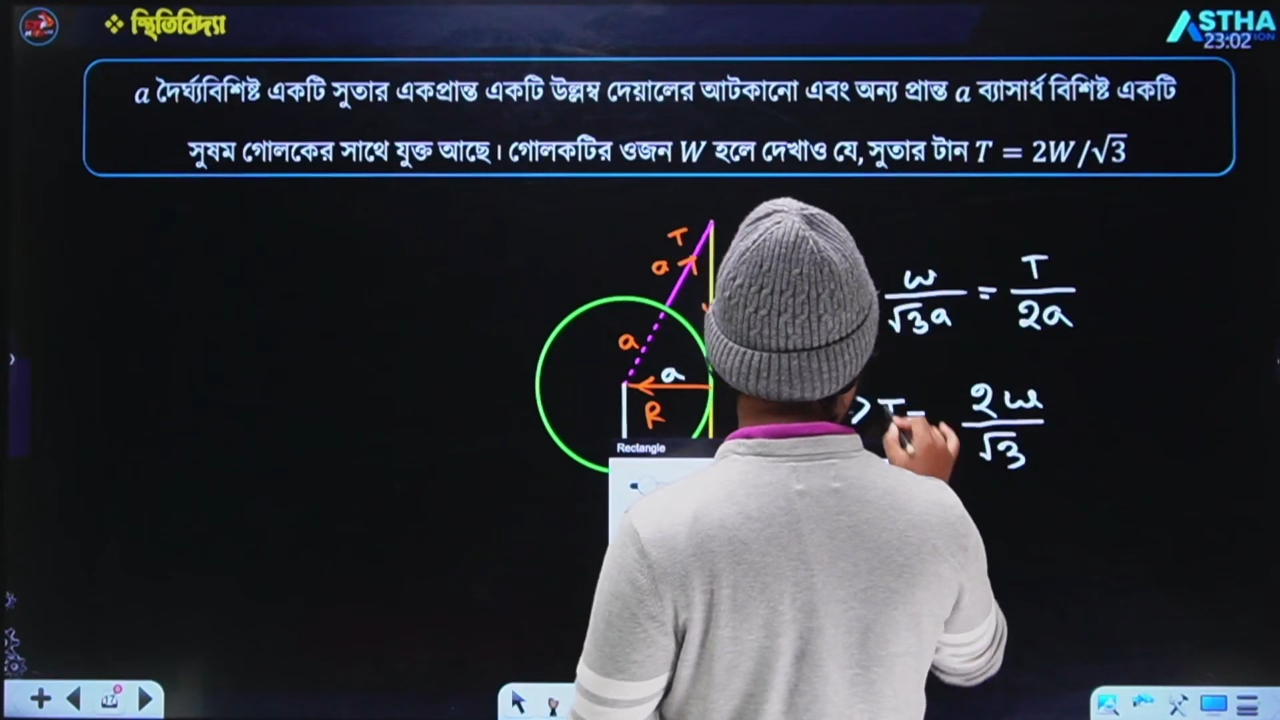 ❖ স্থিতিবিদ্যা
ASTHA
23:02
a দৈর্ঘ্যবিশিষ্ট একটি সুতার একপ্রান্ত একটি উল্লম্ব দেয়ালের আটকানো এবং অন্য প্রান্ত a ব্যাসার্ধ বিশিষ্ট একটি
সুষম গোলকের সাথে যুক্ত আছে। গোলকটির ওজন W হলে দেখাও যে, সুতার টান T = 2W/√3
T
a
a
a
R
W/√3a = T/2a
⇒ T = 2W/√3
Rectangle